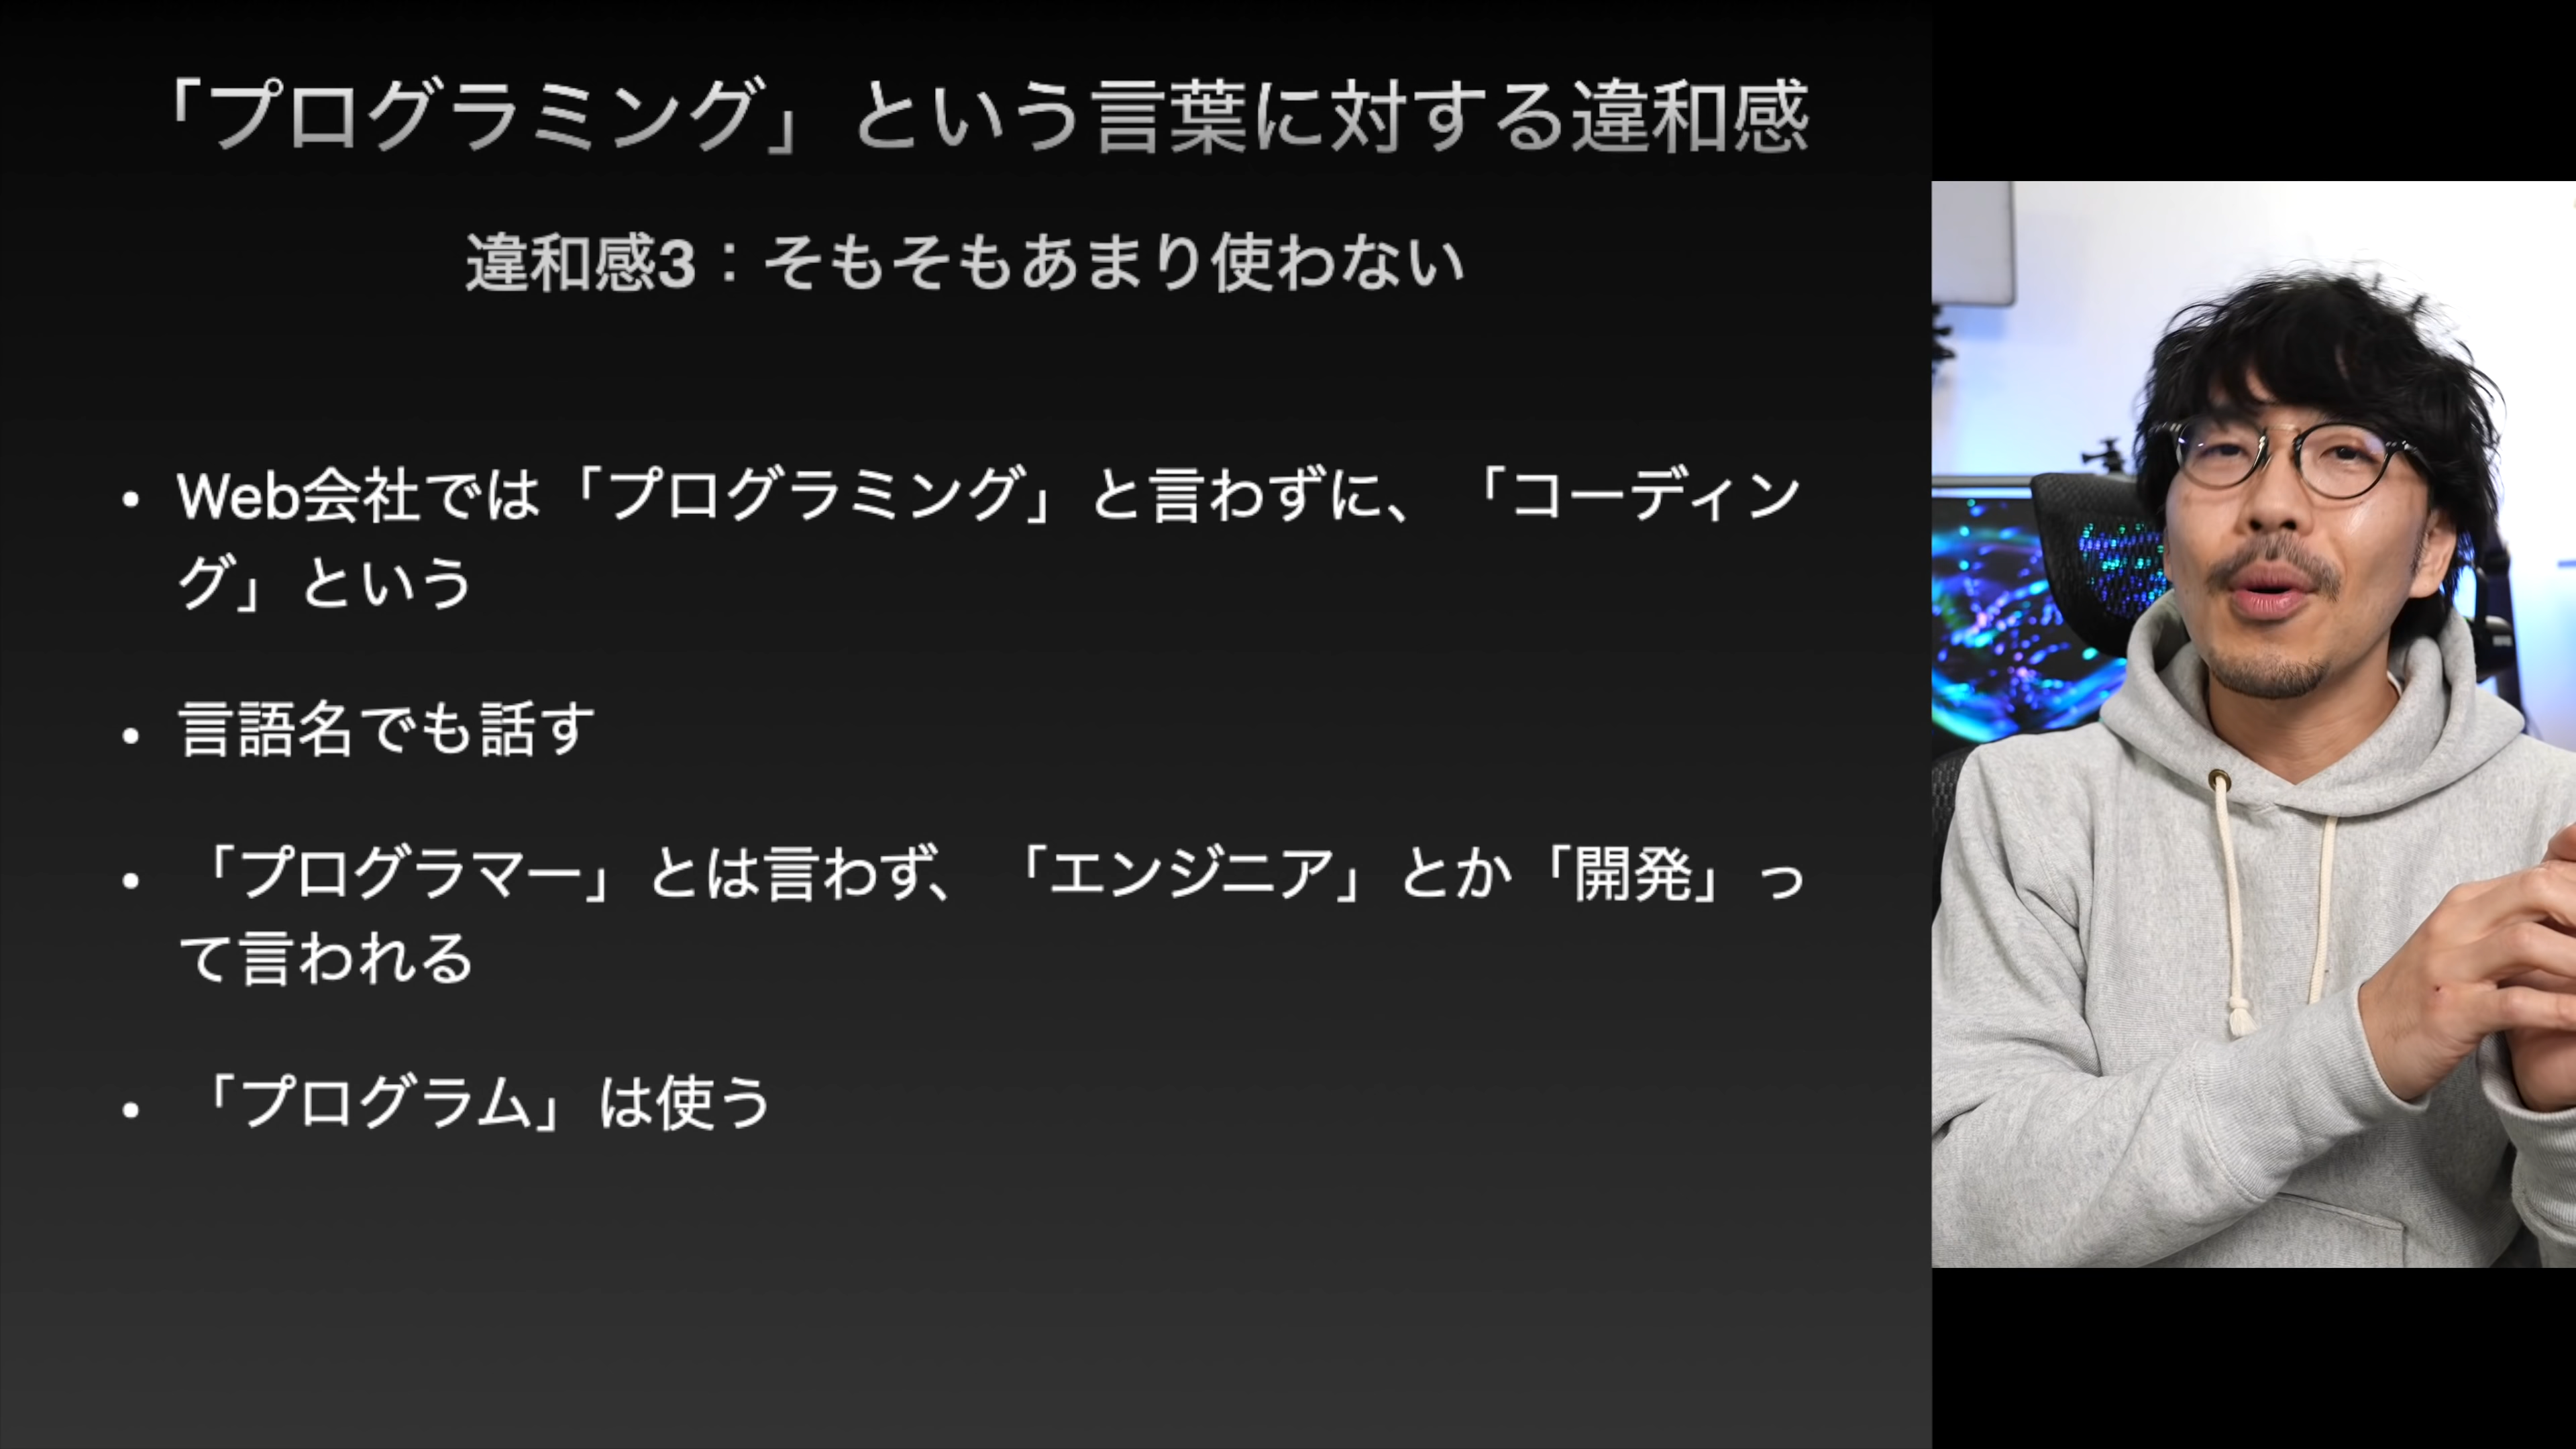 「プログラミング」という言葉に対する違和感
違和感3：そもそもあまり使わない
• Web会社では「プログラミング」と言わずに、「コーディン
グ」という
• 言語名でも話す
• 「プログラマー」とは言わず、「エンジニア」とか「開発」っ
て言われる
• 「プログラム」は使う